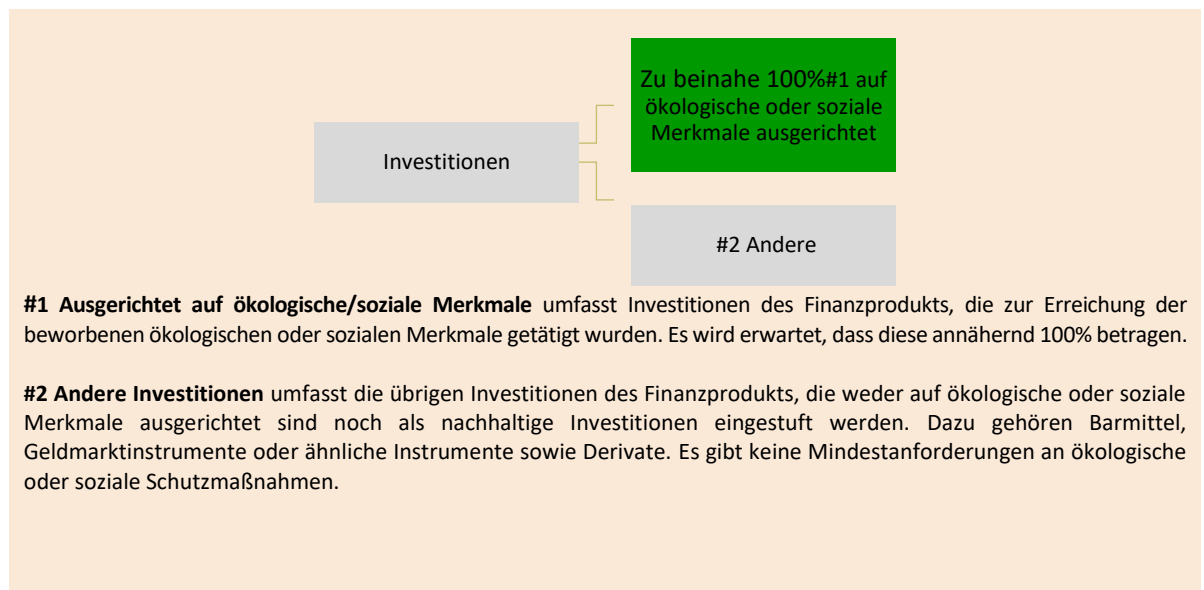 Zu beinahe 100%#1 auf
ökologische oder soziale
Merkmale ausgerichtet
Investitionen
#2 Andere
#1 Ausgerichtet auf ökologische/soziale Merkmale umfasst Investitionen des Finanzprodukts, die zur Erreichung der
beworbenen ökologischen oder sozialen Merkmale getätigt wurden. Es wird erwartet, dass diese annähernd 100% betragen.
#2 Andere Investitionen umfasst die übrigen Investitionen des Finanzprodukts, die weder auf ökologische oder soziale
Merkmale ausgerichtet sind noch als nachhaltige Investitionen eingestuft werden. Dazu gehören Barmittel,
Geldmarktinstrumente oder ähnliche Instrumente sowie Derivate. Es gibt keine Mindestanforderungen an ökologische
oder soziale Schutzmaßnahmen.